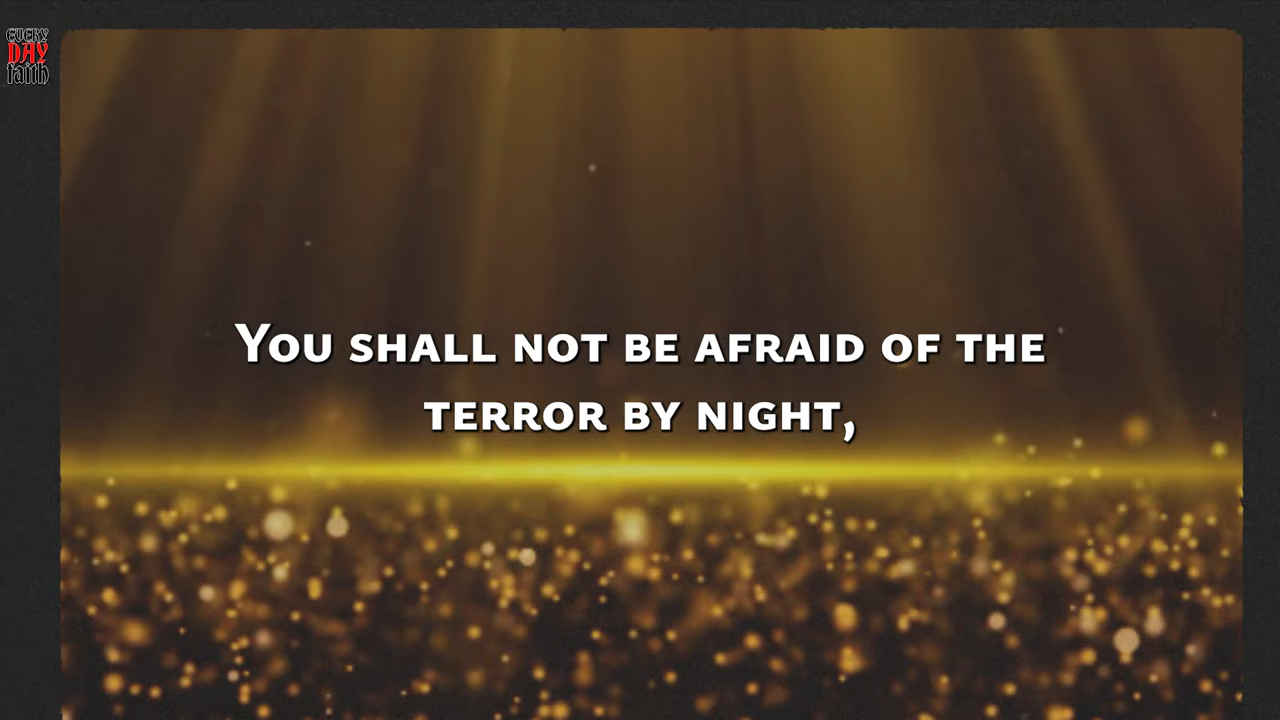 EVERY
DAY
faith
You shall not be afraid of the
terror by night,